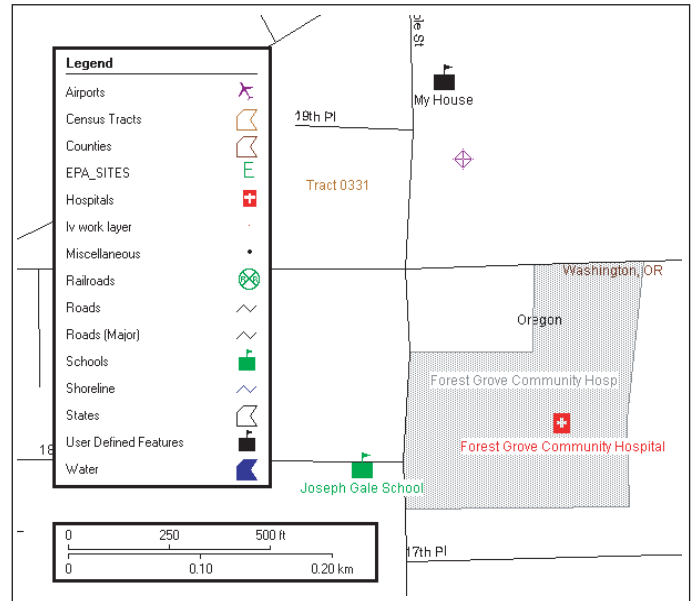 Legend
Airports
Census Tracts
Counties
EPA_SITES
E
Hospitals
lv work layer
Miscellaneous
Railroads
Roads
Roads (Major)
Schools
Shoreline
States
User Defined Features
Water
ple St
My House
19th Pl
Tract 0331
Washington, OR
Oregon
Forest Grove Community Hosp
Forest Grove Community Hospital
18
Joseph Gale School
17th Pl
0 250 500 ft
0 0.10 0.20 km